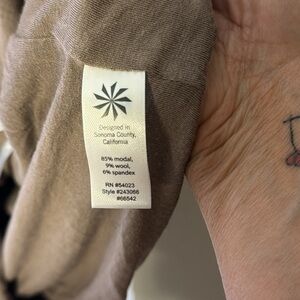 Designed in
Sonoma County,
California
85% modal,
9% wool,
6% spandex
RN #54023
Style #243066
#66542